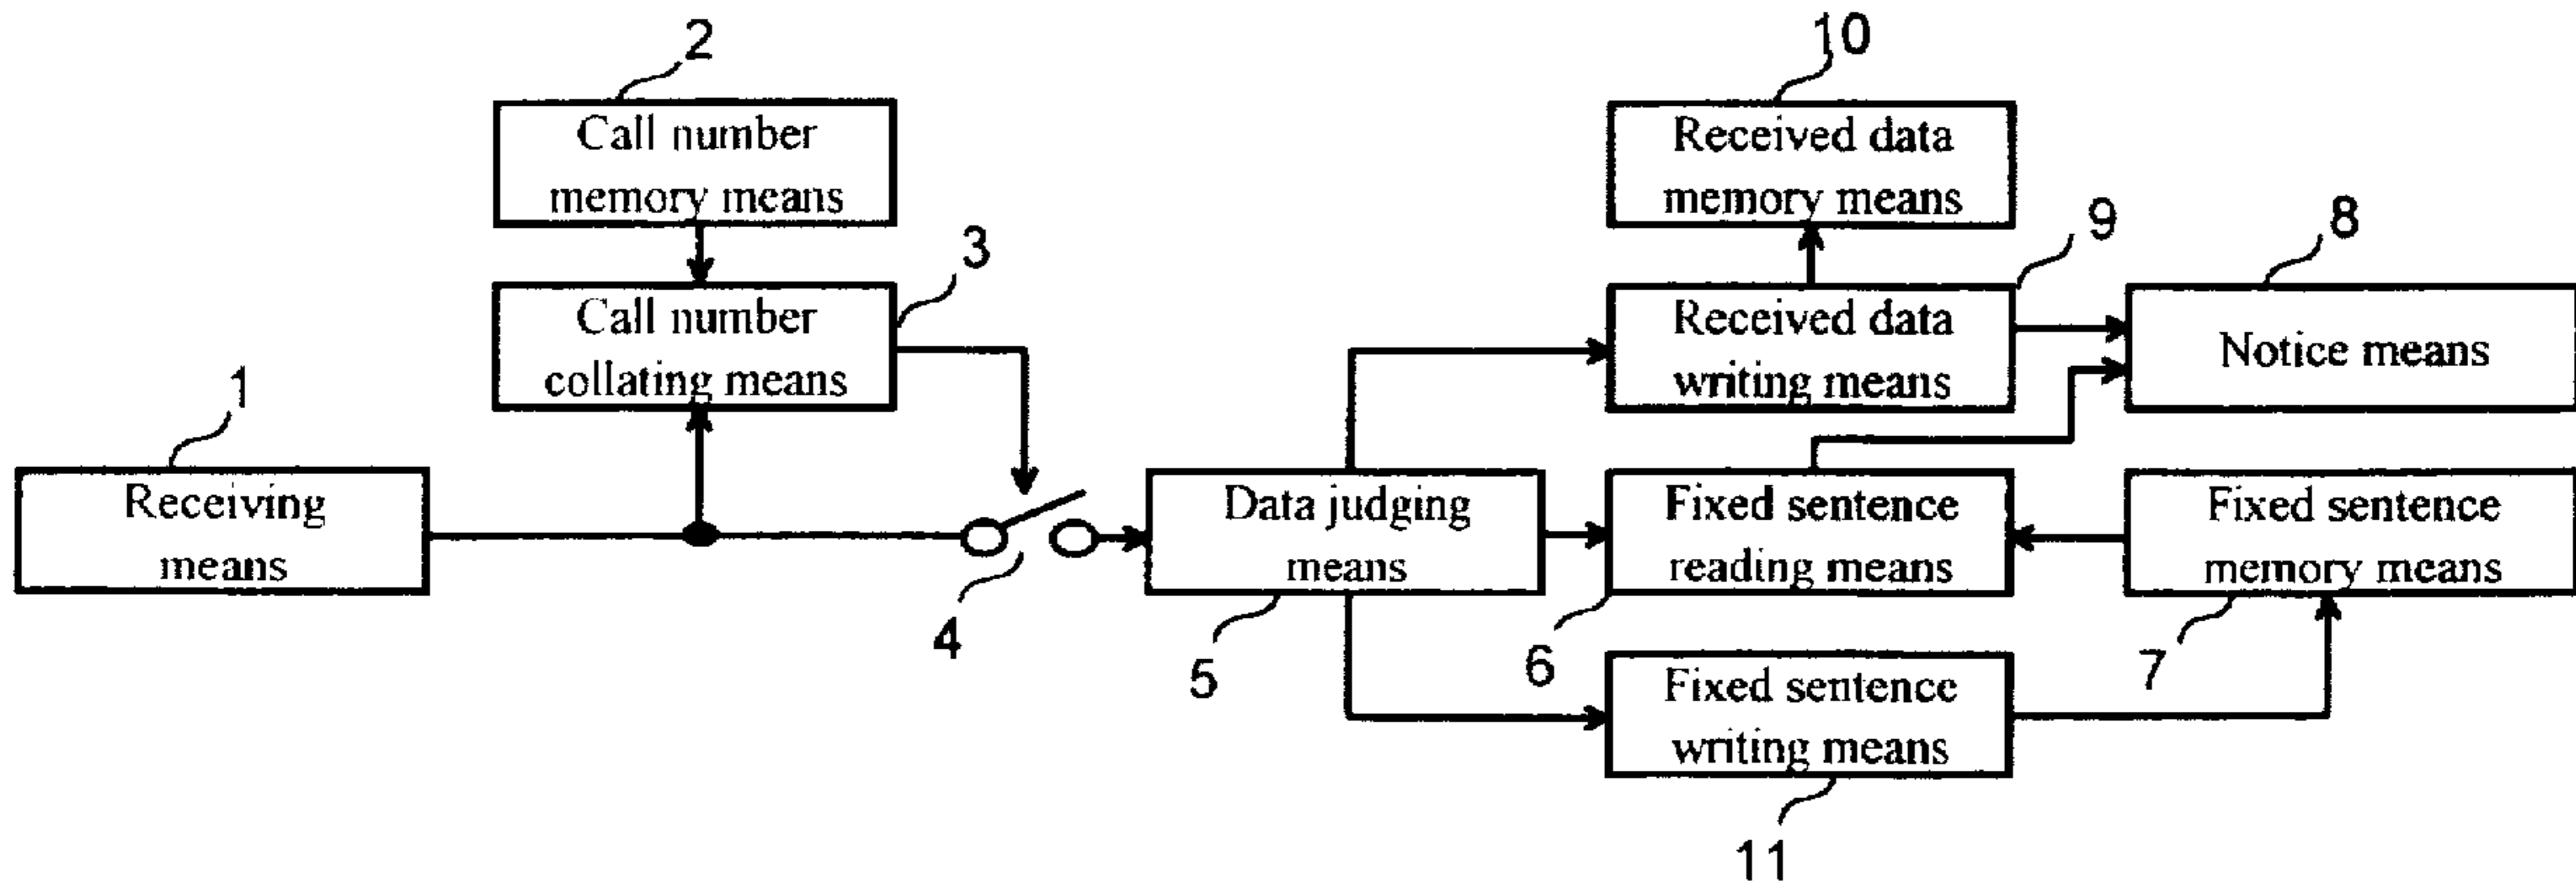 2
Call number
memory means
3
Call number
collating means
1
Receiving
means
4
5
Data judging
means
10
Received data
memory means
9
Received data
writing means
8
Notice means
6
Fixed sentence
reading means
7
Fixed sentence
memory means
11
Fixed sentence
writing means